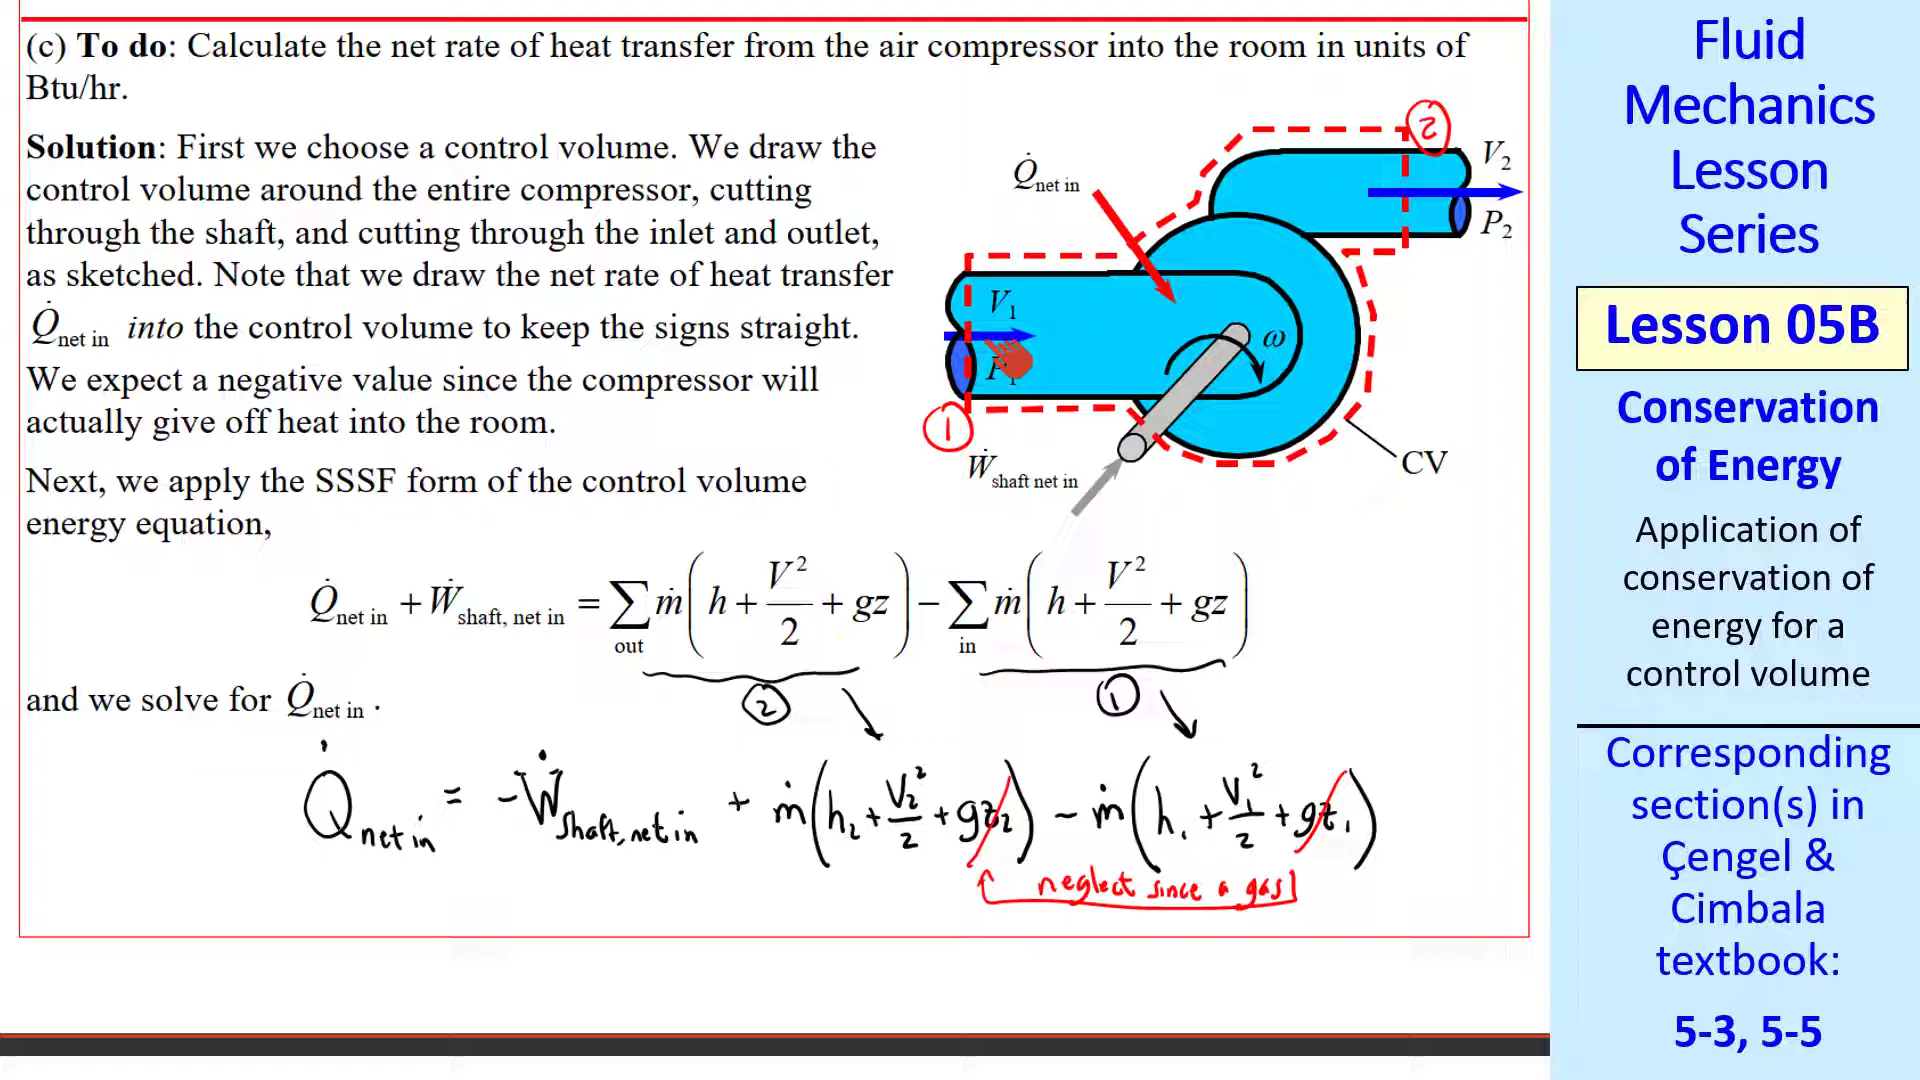 (c) To do: Calculate the net rate of heat transfer from the air compressor into the room in units of
Btu/hr.
Solution: First we choose a control volume. We draw the
control volume around the entire compressor, cutting
through the shaft, and cutting through the inlet and outlet,
as sketched. Note that we draw the net rate of heat transfer
Q̇ net in into the control volume to keep the signs straight.
We expect a negative value since the compressor will
actually give off heat into the room.
Next, we apply the SSSF form of the control volume
energy equation,
Q̇ net in
2
V₂
P₂
V₁
P₁
ω
1
Ẇ shaft net in
CV
Q̇ net in + Ẇ shaft, net in = ∑ out ṁ (h + V²/2 + gz) − ∑ in ṁ (h + V²/2 + gz)
2
1
and we solve for Q̇ net in .
Q̇ net in = -Ẇ shaft, net in + ṁ (h₂ + V₂²/2 + gz₂) − ṁ (h₁ + V₁²/2 + gz₁)
neglect since a gas
Fluid
Mechanics
Lesson
Series
Lesson 05B
Conservation
of Energy
Application of
conservation of
energy for a
control volume
Corresponding
section(s) in
Çengel &
Cimbala
textbook:
5-3, 5-5